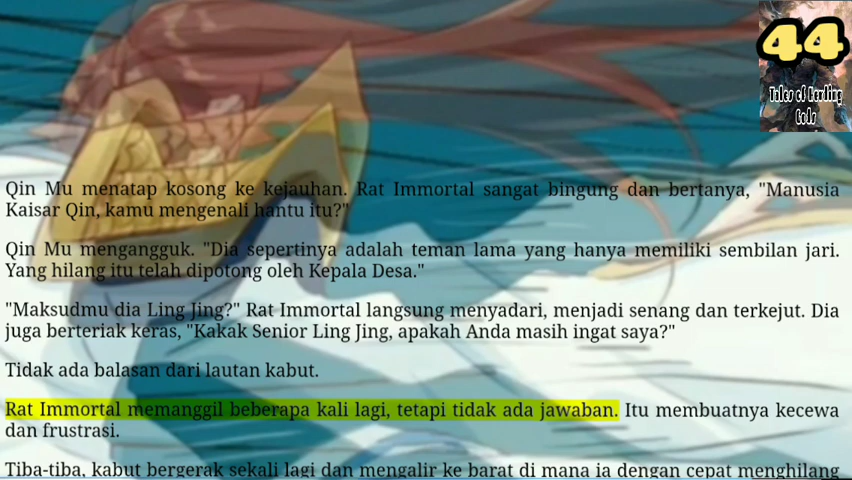 44
Tales of Herding
Gods
Qin Mu menatap kosong ke kejauhan. Rat Immortal sangat bingung dan bertanya, "Manusia
Kaisar Qin, kamu mengenali hantu itu?"
Qin Mu mengangguk. "Dia sepertinya adalah teman lama yang hanya memiliki sembilan jari.
Yang hilang itu telah dipotong oleh Kepala Desa."
"Maksudmu dia Ling Jing?" Rat Immortal langsung menyadari, menjadi senang dan terkejut. Dia
juga berteriak keras, "Kakak Senior Ling Jing, apakah Anda masih ingat saya?"
Tidak ada balasan dari lautan kabut.
Rat Immortal memanggil beberapa kali lagi, tetapi tidak ada jawaban. Itu membuatnya kecewa
dan frustrasi.
Tiba-tiba, kabut bergerak sekali lagi dan mengalir ke barat di mana ia dengan cepat menghilang